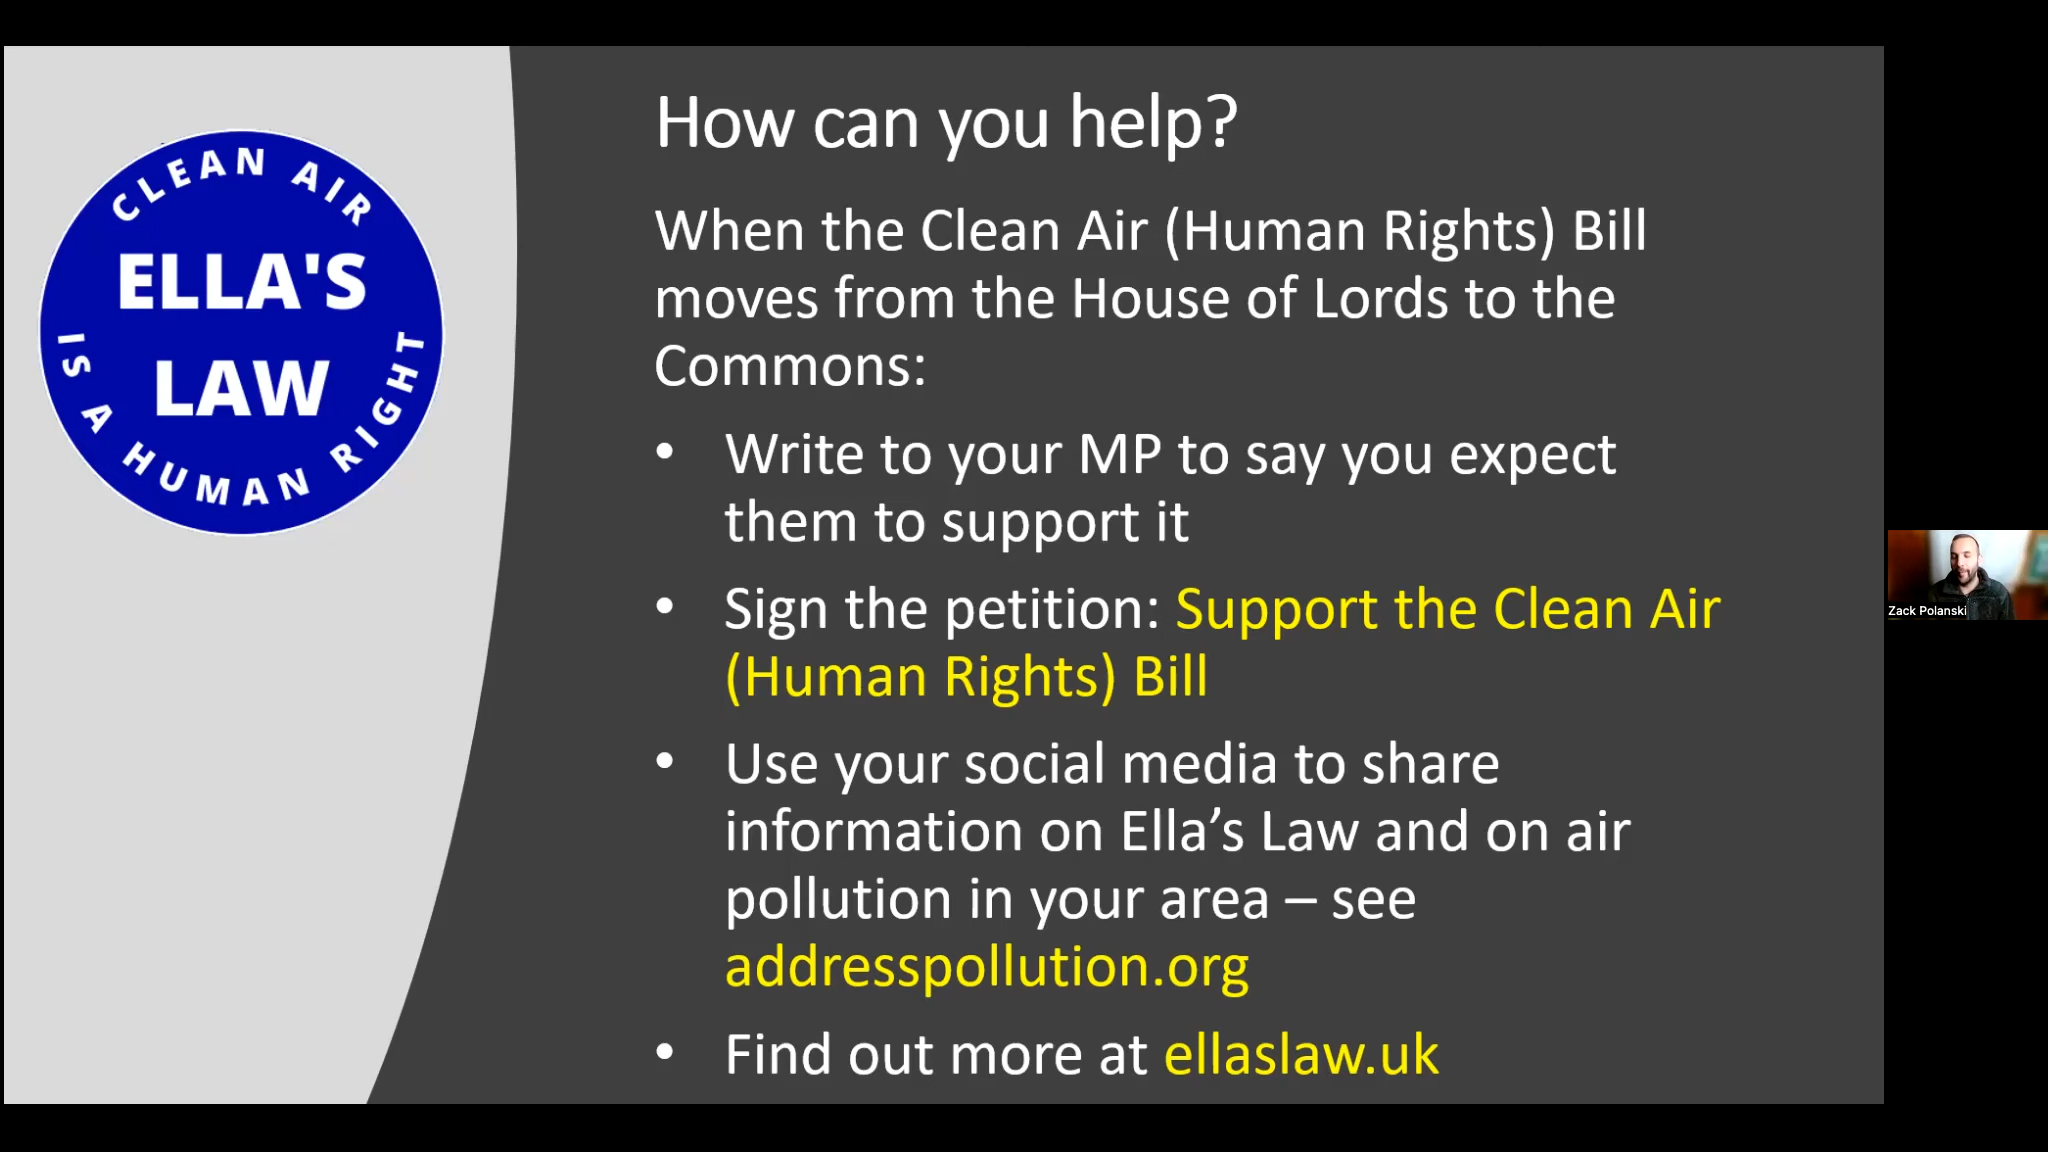 CLEAN AIR
ELLA'S
LAW
IS A HUMAN RIGHT
How can you help?
When the Clean Air (Human Rights) Bill
moves from the House of Lords to the
Commons:
• Write to your MP to say you expect
them to support it
• Sign the petition: Support the Clean Air
(Human Rights) Bill
• Use your social media to share
information on Ella’s Law and on air
pollution in your area – see
addresspollution.org
• Find out more at ellaslaw.uk
Zack Polanski